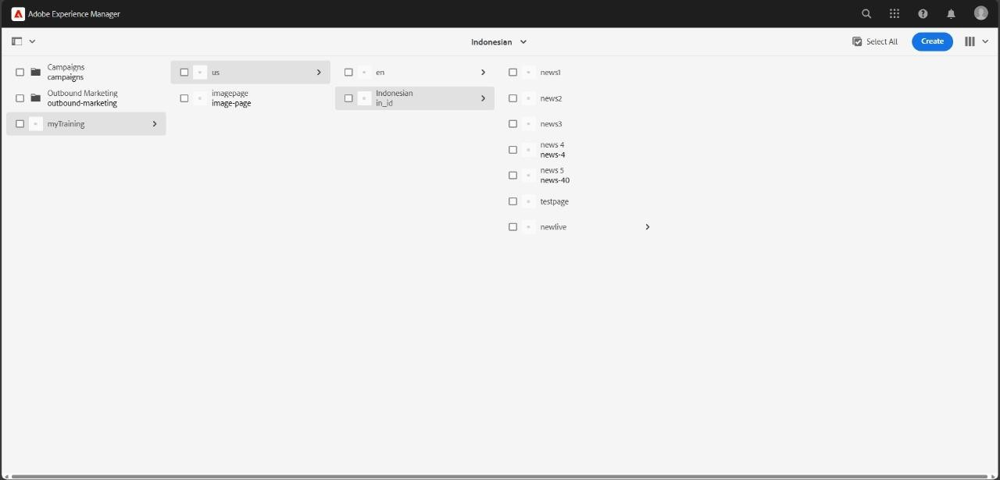 Adobe Experience Manager
Indonesian
Select All
Create
Campaigns
campaigns
Outbound Marketing
outbound-marketing
myTraining
us
imagepage
image-page
en
Indonesian
in_id
news1
news2
news3
news 4
news-4
news 5
news-40
testpage
newlive